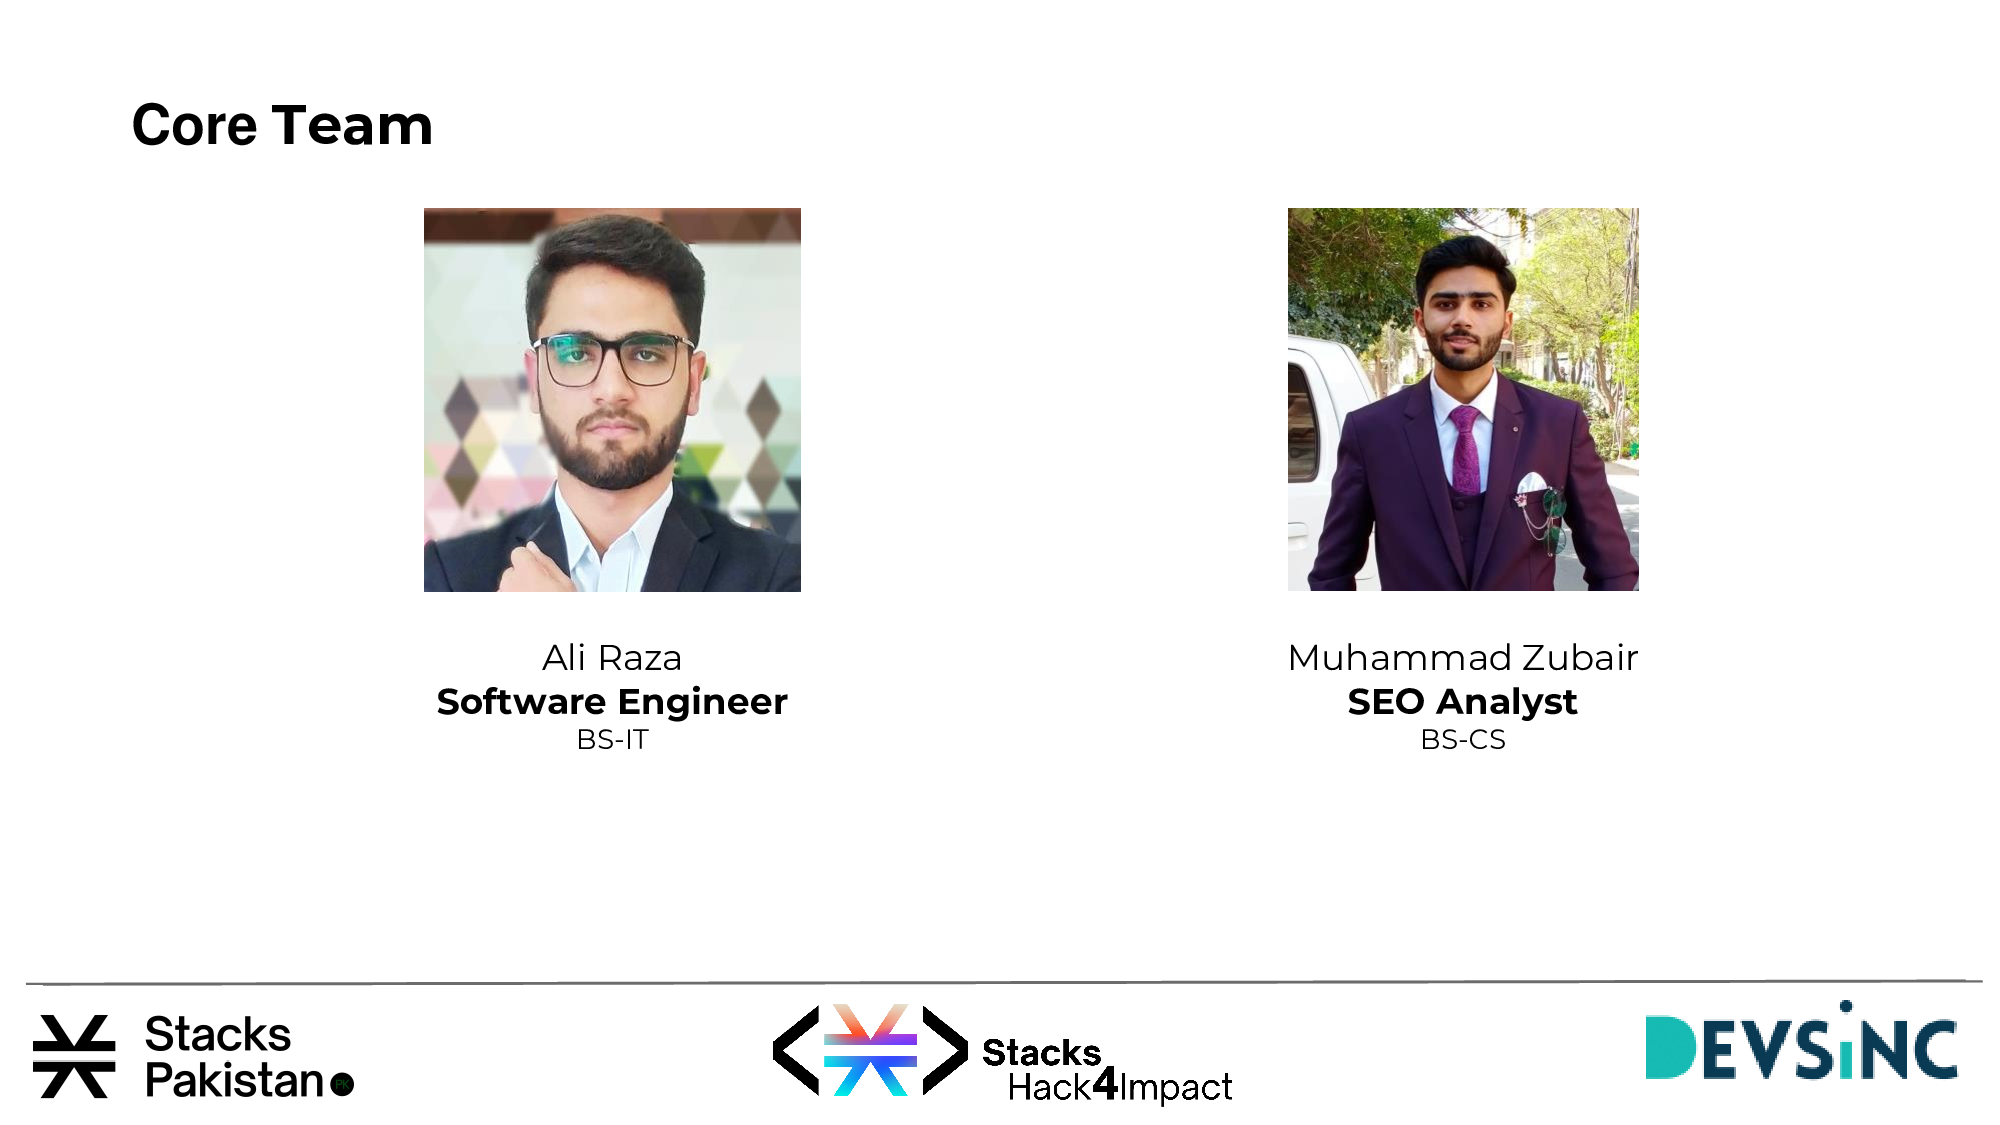 Core Team
Ali Raza
Software Engineer
BS-IT
Muhammad Zubair
SEO Analyst
BS-CS
Stacks
Pakistan PK
Stacks
Hack4Impact
DEVSiNC